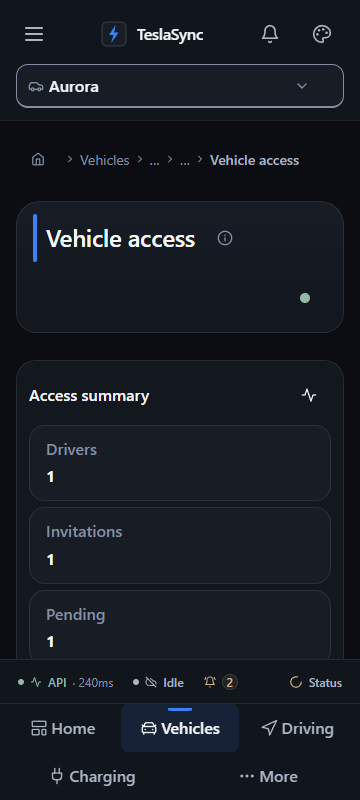 TeslaSync
Aurora
Vehicles > ... > ... > Vehicle access
Vehicle access
Access summary
Drivers
1
Invitations
1
Pending
1
API · 240ms Idle 2 Status
Home Vehicles Driving
Charging ... More